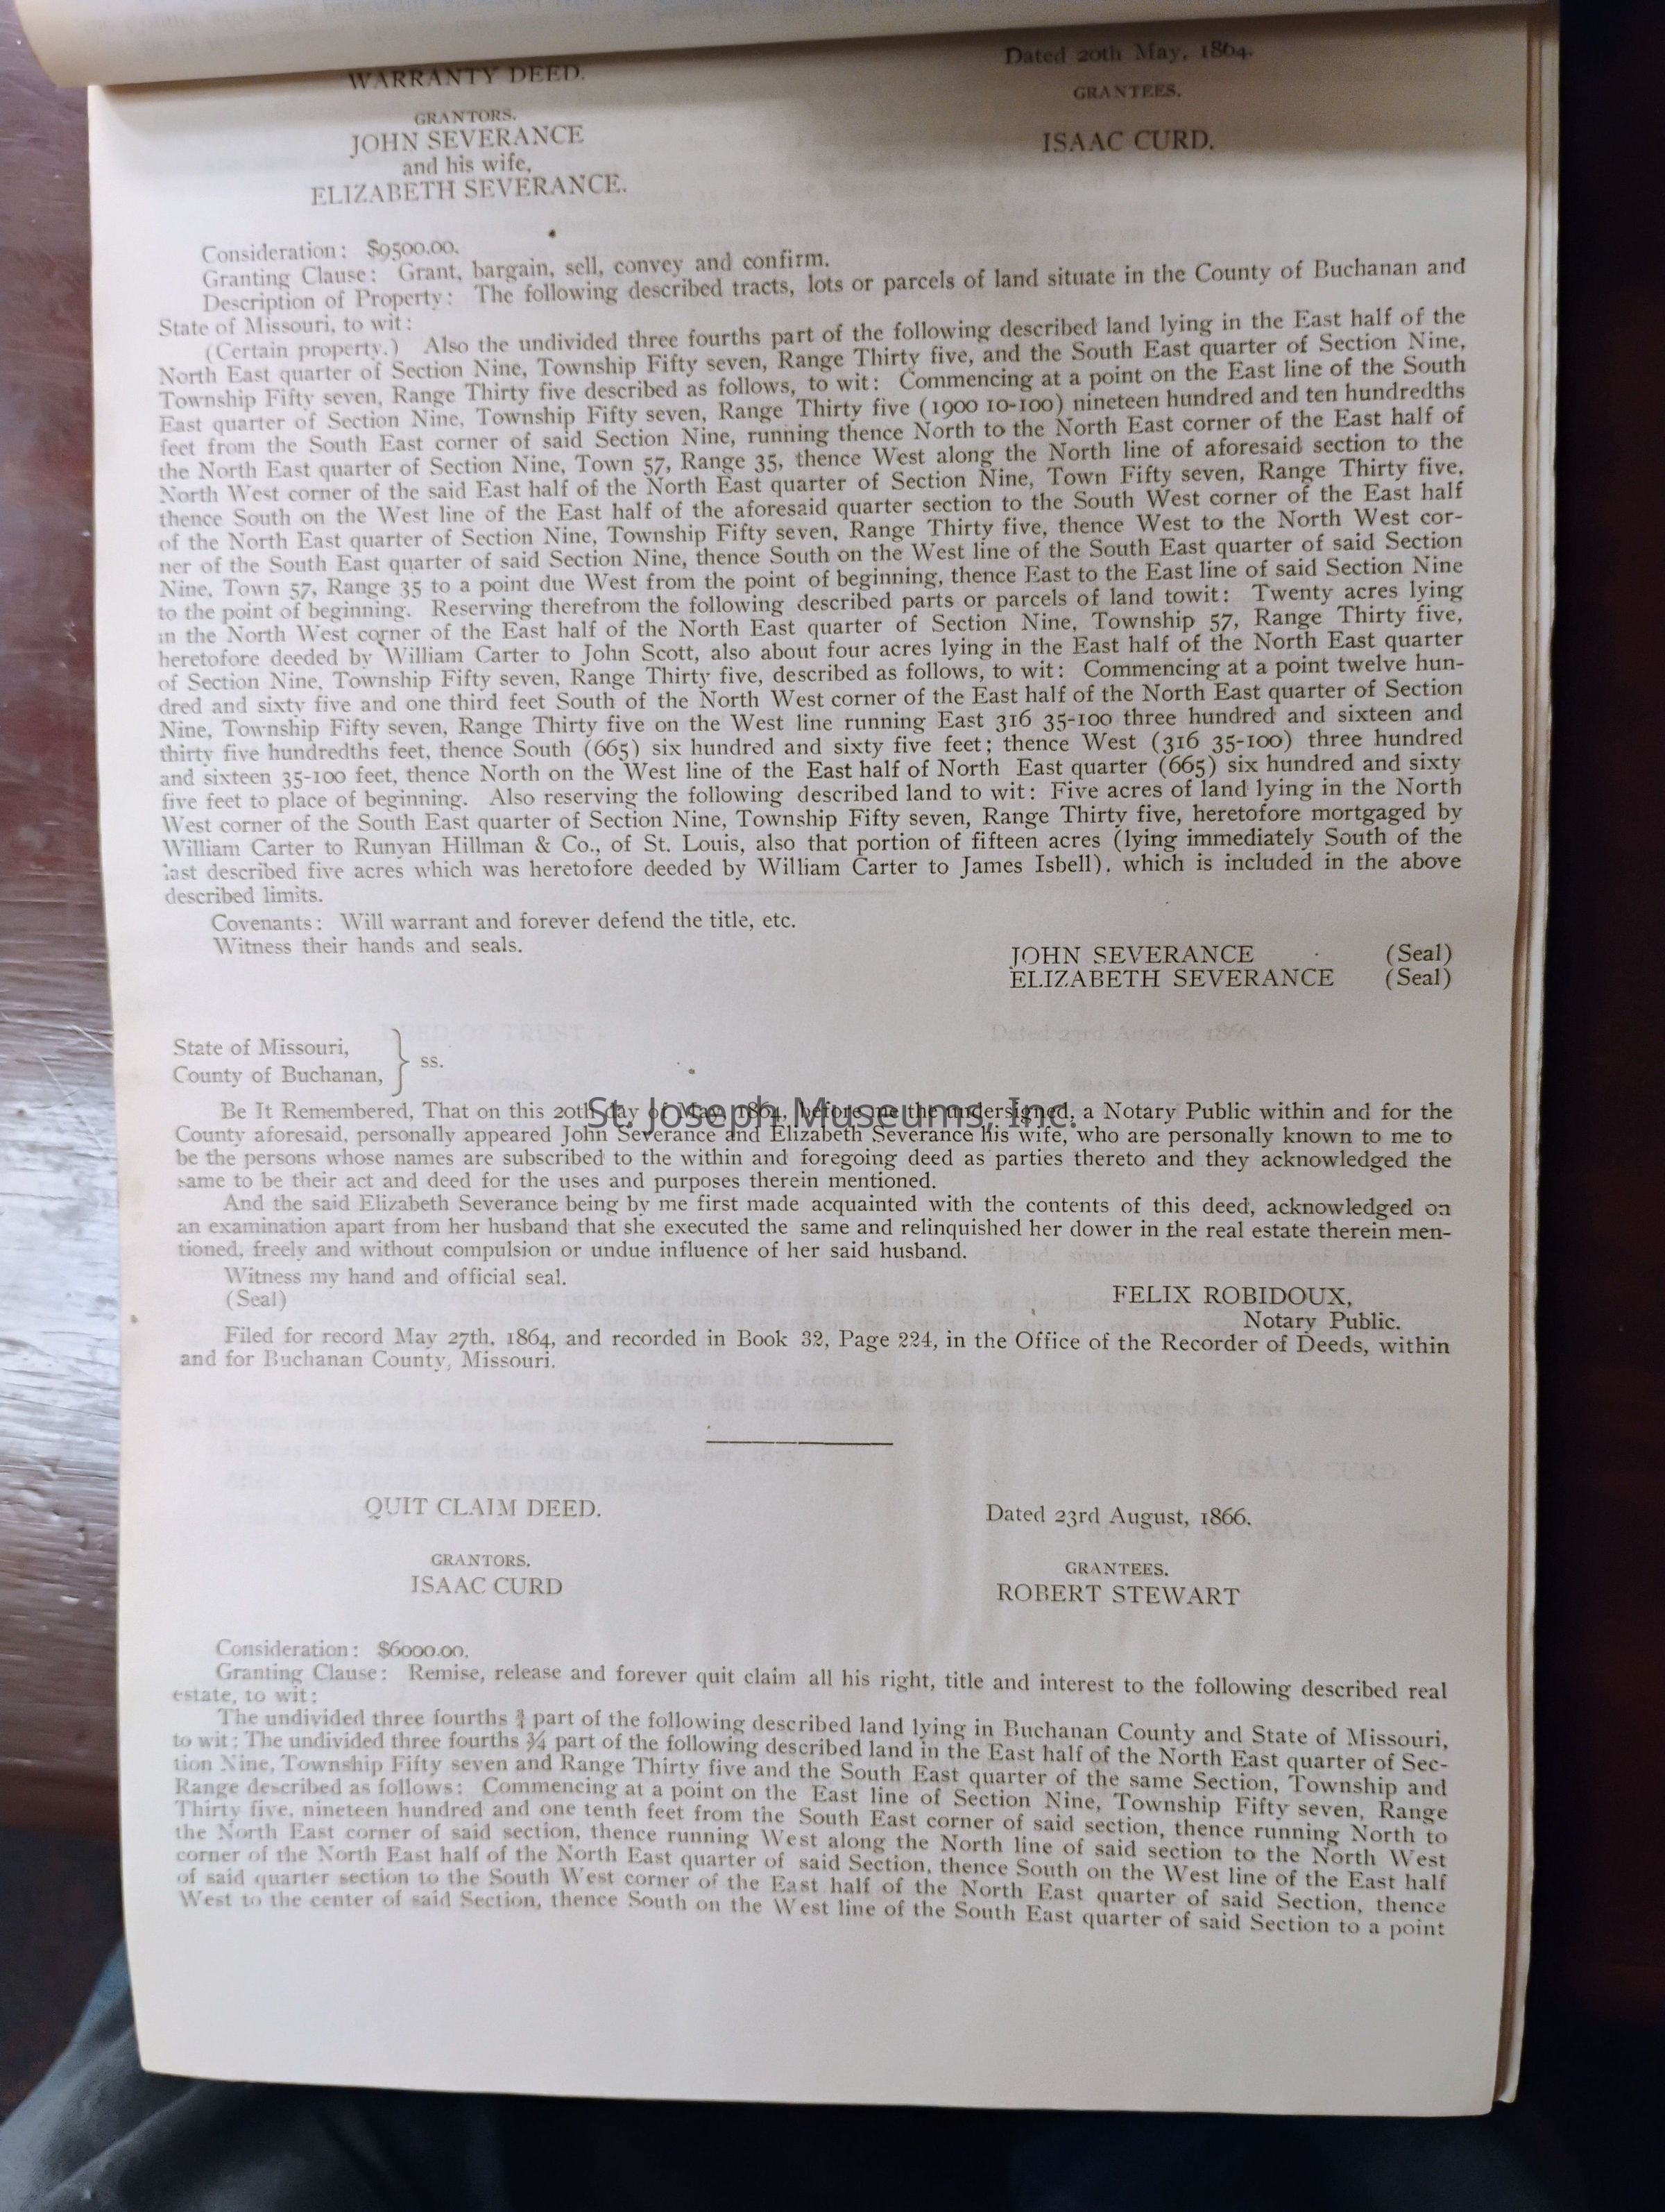 WARRANTY DEED.
Dated 20th May, 1864.
GRANTORS.
GRANTEES.
JOHN SEVERANCE
and his wife,
ELIZABETH SEVERANCE.
ISAAC CURD.
Consideration: $9500.00.
Granting Clause: Grant, bargain, sell, convey and confirm.
Description of Property: The following described tracts, lots or parcels of land situate in the County of Buchanan and
State of Missouri, to wit:
(Certain property.) Also the undivided three fourths part of the following described land lying in the East half of the
North East quarter of Section Nine, Township Fifty seven, Range Thirty five, and the South East quarter of Section Nine,
Township Fifty seven, Range Thirty five described as follows, to wit: Commencing at a point on the East line of the South
East quarter of Section Nine, Township Fifty seven, Range Thirty five (1900 10-100) nineteen hundred and ten hundredths
feet from the South East corner of said Section Nine, running thence North to the North East corner of the East half of
the North East quarter of Section Nine, Town 57, Range 35, thence West along the North line of aforesaid section to the
North West corner of the said East half of the North East quarter of Section Nine, Town Fifty seven, Range Thirty five,
thence South on the West line of the East half of the aforesaid quarter section to the South West corner of the East half
of the North East quarter of Section Nine, Township Fifty seven, Range Thirty five, thence West to the North West cor-
ner of the South East quarter of said Section Nine, thence South on the West line of the South East quarter of said Section
Nine, Town 57, Range 35 to a point due West from the point of beginning, thence East to the East line of said Section Nine
to the point of beginning. Reserving therefrom the following described parts or parcels of land towit: Twenty acres lying
in the North West corner of the East half of the North East quarter of Section Nine, Township 57, Range Thirty five,
heretofore deeded by William Carter to John Scott, also about four acres lying in the East half of the North East quarter
of Section Nine, Township Fifty seven, Range Thirty five, described as follows, to wit: Commencing at a point twelve hun-
dred and sixty five and one third feet South of the North West corner of the East half of the North East quarter of Section
Nine, Township Fifty seven, Range Thirty five on the West line running East 316 35-100 three hundred and sixteen and
thirty five hundredths feet, thence South (665) six hundred and sixty five feet; thence West (316 35-100) three hundred
and sixteen 35-100 feet, thence North on the West line of the East half of North East quarter (665) six hundred and sixty
five feet to place of beginning. Also reserving the following described land to wit: Five acres of land lying in the North
West corner of the South East quarter of Section Nine, Township Fifty seven, Range Thirty five, heretofore mortgaged by
William Carter to Runyan Hillman & Co., of St. Louis, also that portion of fifteen acres (lying immediately South of the
last described five acres which was heretofore deeded by William Carter to James Isbell), which is included in the above
described limits.
Covenants: Will warrant and forever defend the title, etc.
Witness their hands and seals.
JOHN SEVERANCE (Seal)
ELIZABETH SEVERANCE (Seal)
State of Missouri,
County of Buchanan, } ss.
Be It Remembered, That on this 20th day of May, 1864, before me the undersigned, a Notary Public within and for the
St. Joseph Museums, Inc.
County aforesaid, personally appeared John Severance and Elizabeth Severance his wife, who are personally known to me to
be the persons whose names are subscribed to the within and foregoing deed as parties thereto and they acknowledged the
same to be their act and deed for the uses and purposes therein mentioned.
And the said Elizabeth Severance being by me first made acquainted with the contents of this deed, acknowledged on
an examination apart from her husband that she executed the same and relinquished her dower in the real estate therein men-
tioned, freely and without compulsion or undue influence of her said husband.
Witness my hand and official seal.
(Seal)
FELIX ROBIDOUX,
Notary Public.
Filed for record May 27th, 1864, and recorded in Book 32, Page 224, in the Office of the Recorder of Deeds, within
and for Buchanan County, Missouri.
QUIT CLAIM DEED.
Dated 23rd August, 1866.
GRANTORS.
GRANTEES.
ISAAC CURD
ROBERT STEWART
Consideration: $6000.00.
Granting Clause: Remise, release and forever quit claim all his right, title and interest to the following described real
estate, to wit:
The undivided three fourths ¾ part of the following described land lying in Buchanan County and State of Missouri,
to wit: The undivided three fourths ¾ part of the following described land in the East half of the North East quarter of Sec-
tion Nine, Township Fifty seven and Range Thirty five and the South East quarter of the same Section, Township and
Range described as follows: Commencing at a point on the East line of Section Nine, Township Fifty seven, Range
Thirty five, nineteen hundred and one tenth feet from the South East corner of said section, thence running North to
the North East corner of said section, thence running West along the North line of said section to the North West
corner of the North East half of the North East quarter of said Section, thence South on the West line of the East half
of said quarter section to the South West corner of the East half of the North East quarter of said Section, thence
West to the center of said Section, thence South on the West line of the South East quarter of said Section to a point